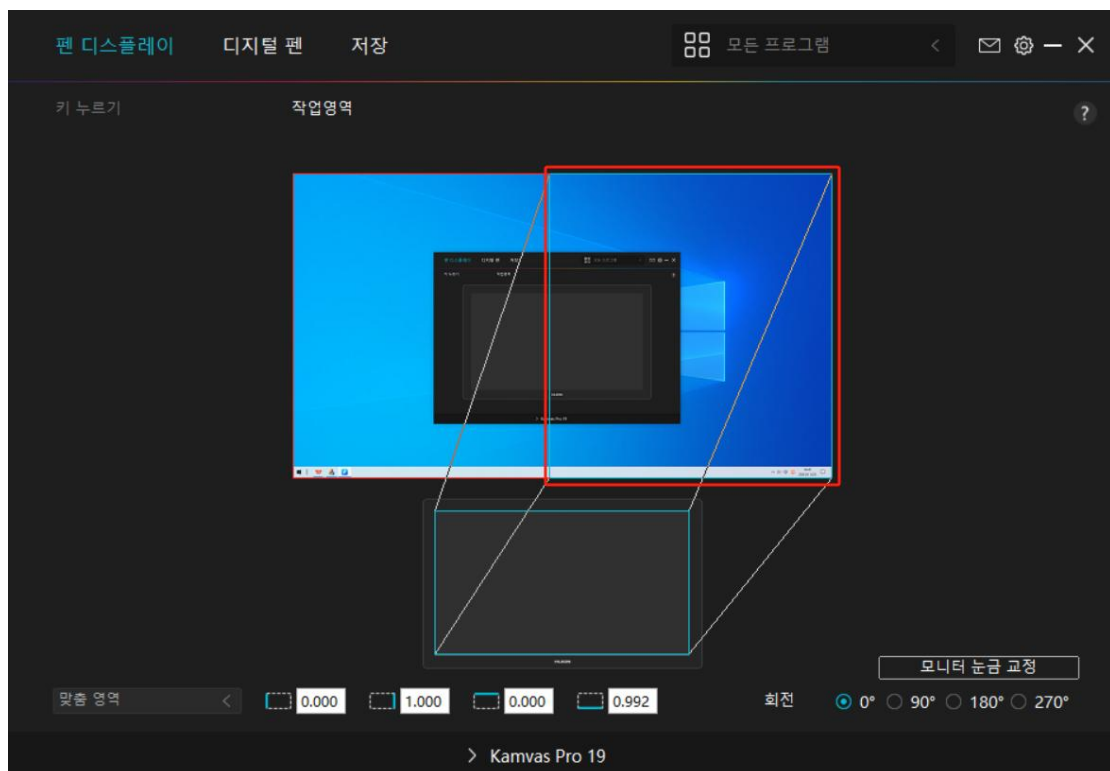 펜 디스플레이 디지털 펜 저장 모든 프로그램
키 누르기 작업영역 ?
모니터 눈금 교정
맞춤 영역 0.000 1.000 0.000 0.992 회전 0° 90° 180° 270°
Kamvas Pro 19